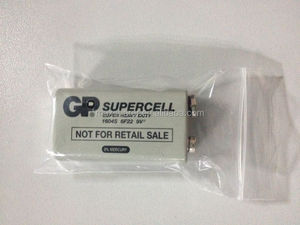 GP SUPERCELL
SUPER HEAVY DUTY
1604S 6F22 9V
NOT FOR RETAIL SALE
0% MERCURY